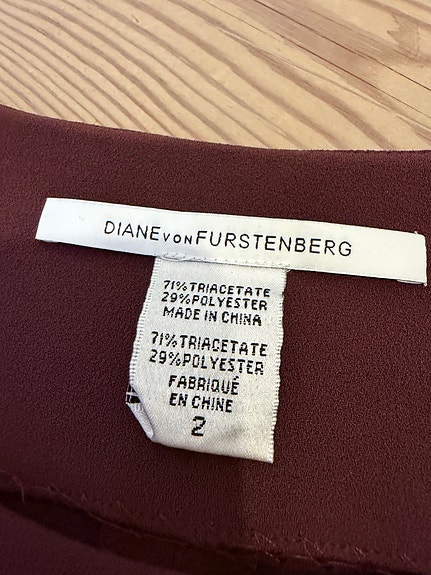 DIANE VON FURSTENBERG
71% TRIACETATE
29% POLYESTER
MADE IN CHINA
71% TRIACETATE
29% POLYESTER
FABRIQUÉ
EN CHINE
2